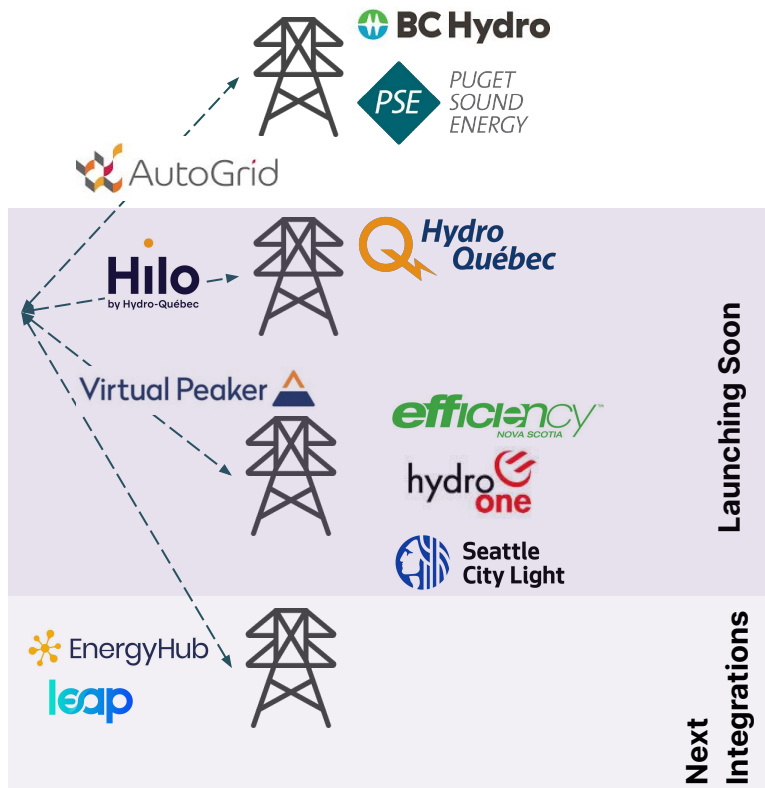 BC Hydro
PSE
PUGET
SOUND
ENERGY
AutoGrid
Hilo
by Hydro-Québec
Hydro
Québec
Launching Soon
Virtual Peaker
efficiency™
NOVA SCOTIA
hydro
one
Seattle
City Light
EnergyHub
leap
Next
Integrations